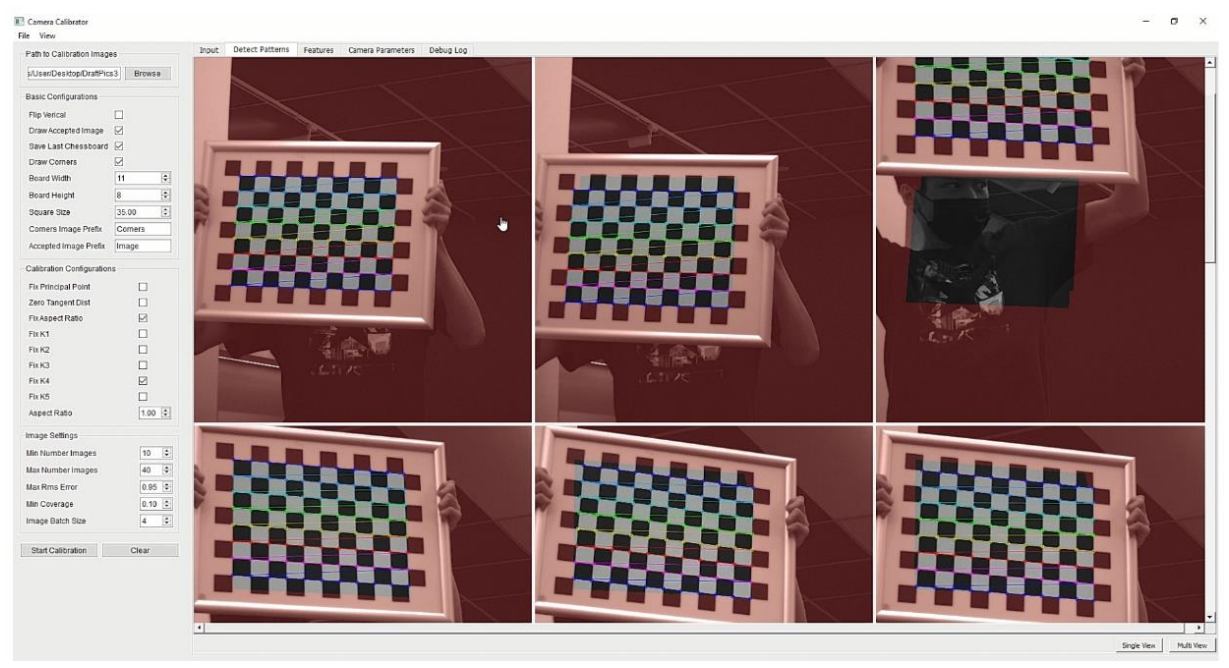 Camera Calibrator
File View
Path to Calibration Images
s/User/Desktop/DraftPics3 Browse
Basic Configurations
Flip Verical
Draw Accepted Image
Save Last Chessboard
Draw Corners
Board Width 11
Board Height 8
Square Size 35.00
Corners Image Prefix Corners
Accepted Image Prefix Image
Calibration Configurations
Fix Principal Point
Zero Tangent Dist
Fix Aspect Ratio
Fix K1
Fix K2
Fix K3
Fix K4
Fix K5
Aspect Ratio 1.00
Image Settings
Min Number Images 10
Max Number Images 40
Max Rms Error 0.95
Min Coverage 0.10
Image Batch Size 4
Start Calibration Clear
Input Detect Patterns Features Camera Parameters Debug Log
Single View Multi View